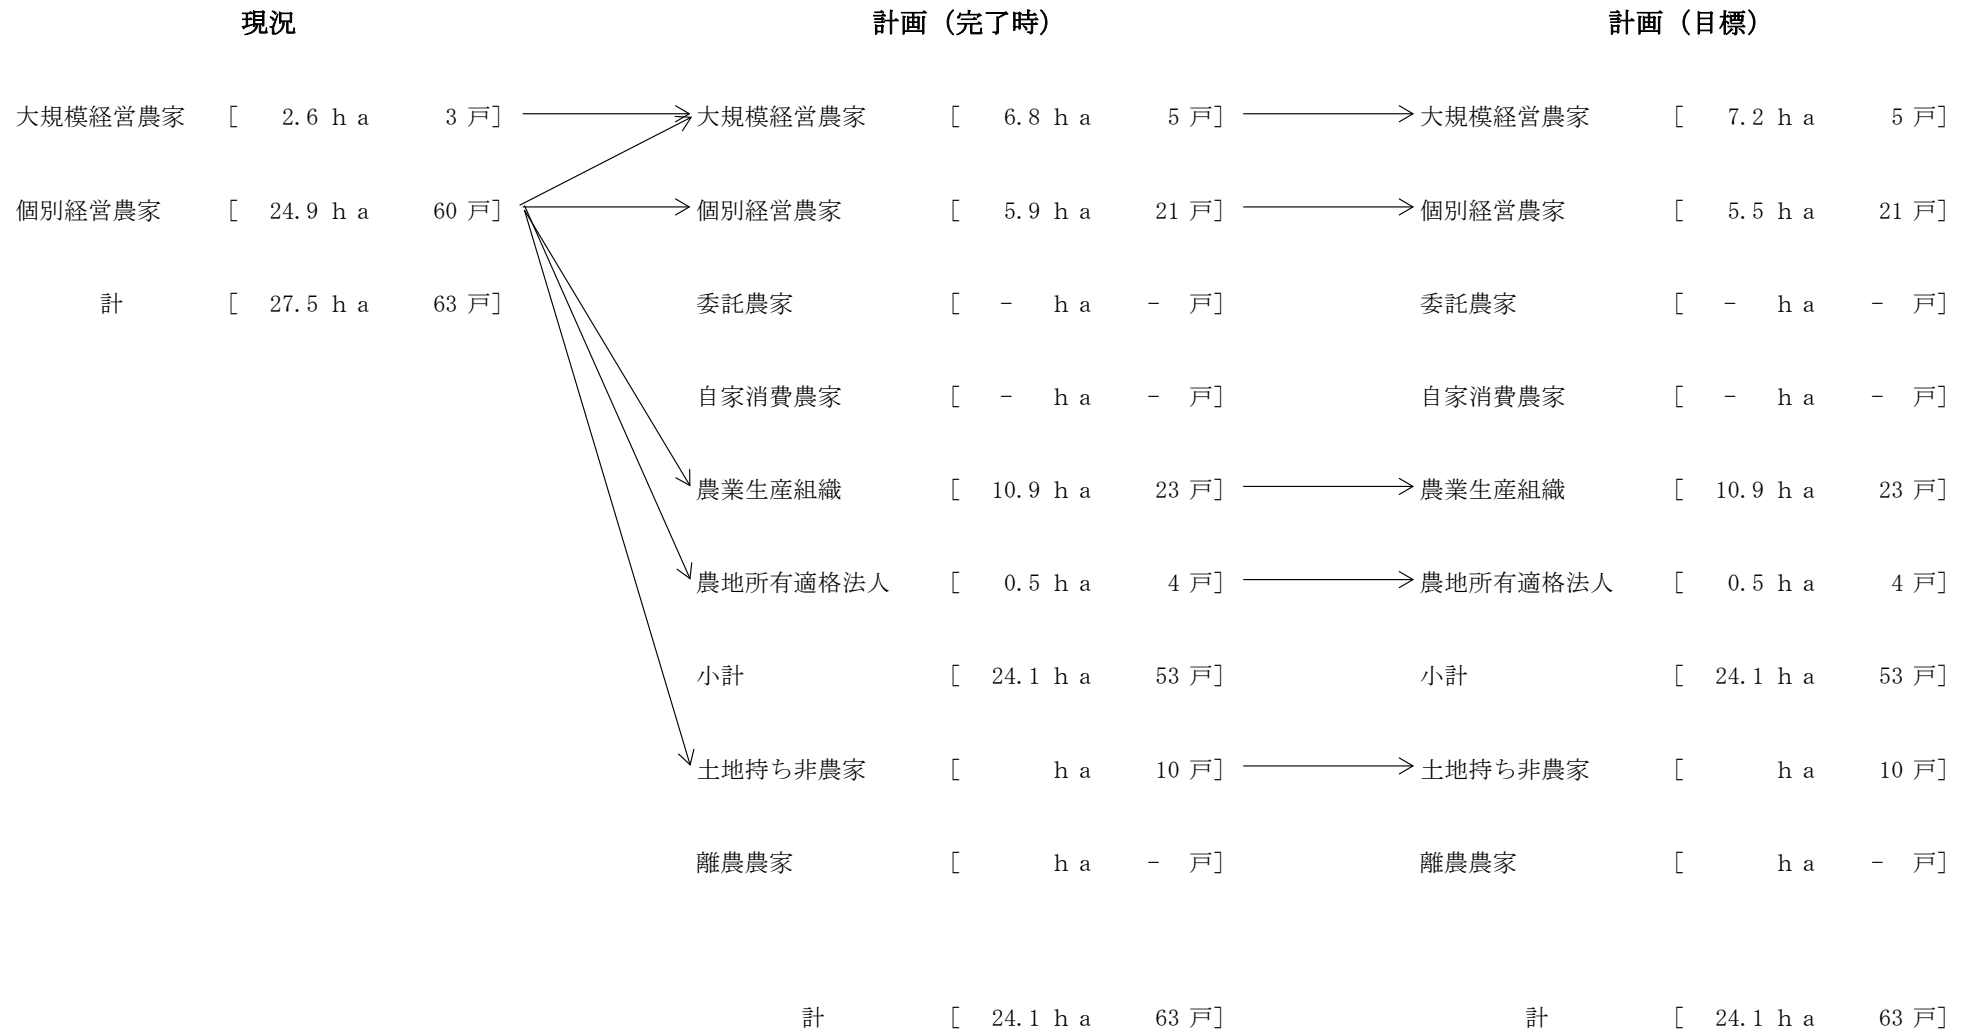 現況 計画（完了時） 計画（目標）
大規模経営農家 [ 2.6 ｈａ 3 戸] 大規模経営農家 [ 6.8 ｈａ 5 戸] 大規模経営農家 [ 7.2 ｈａ 5 戸]
個別経営農家 [ 24.9 ｈａ 60 戸] 個別経営農家 [ 5.9 ｈａ 21 戸] 個別経営農家 [ 5.5 ｈａ 21 戸]
計 [ 27.5 ｈａ 63 戸] 委託農家 [ - ｈａ - 戸] 委託農家 [ - ｈａ - 戸]
自家消費農家 [ - ｈａ - 戸] 自家消費農家 [ - ｈａ - 戸]
農業生産組織 [ 10.9 ｈａ 23 戸] 農業生産組織 [ 10.9 ｈａ 23 戸]
農地所有適格法人 [ 0.5 ｈａ 4 戸] 農地所有適格法人 [ 0.5 ｈａ 4 戸]
小計 [ 24.1 ｈａ 53 戸] 小計 [ 24.1 ｈａ 53 戸]
土地持ち非農家 [ ｈａ 10 戸] 土地持ち非農家 [ ｈａ 10 戸]
離農農家 [ ｈａ - 戸] 離農農家 [ ｈａ - 戸]
計 [ 24.1 ｈａ 63 戸] 計 [ 24.1 ｈａ 63 戸]